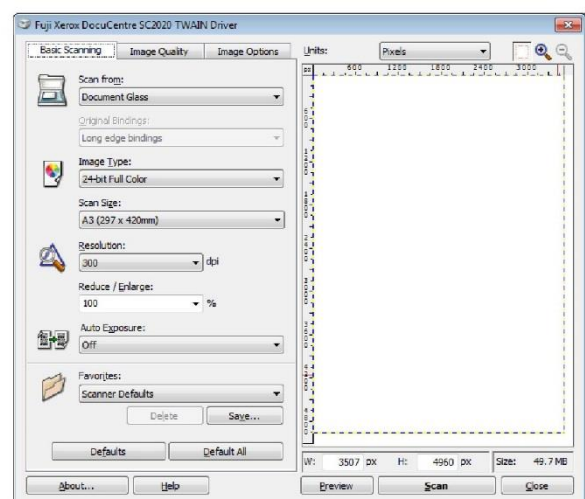 Fuji Xerox DocuCentre SC2020 TWAIN Driver
Basic Scanning
Image Quality
Image Options
Scan from:
Document Glass
Original Bindings:
Long edge bindings
Image Type:
24-bit Full Color
Scan Size:
A3 (297 x 420mm)
Resolution:
300 dpi
Reduce / Enlarge:
100 %
Auto Exposure:
Off
Favorites:
Scanner Defaults
Delete
Save...
Defaults
Default All
About...
Help
Units:
Pixels
600 1200 1800 2400 3000
W: 3507 px H: 4960 px Size: 49.7 MB
Preview
Scan
Close